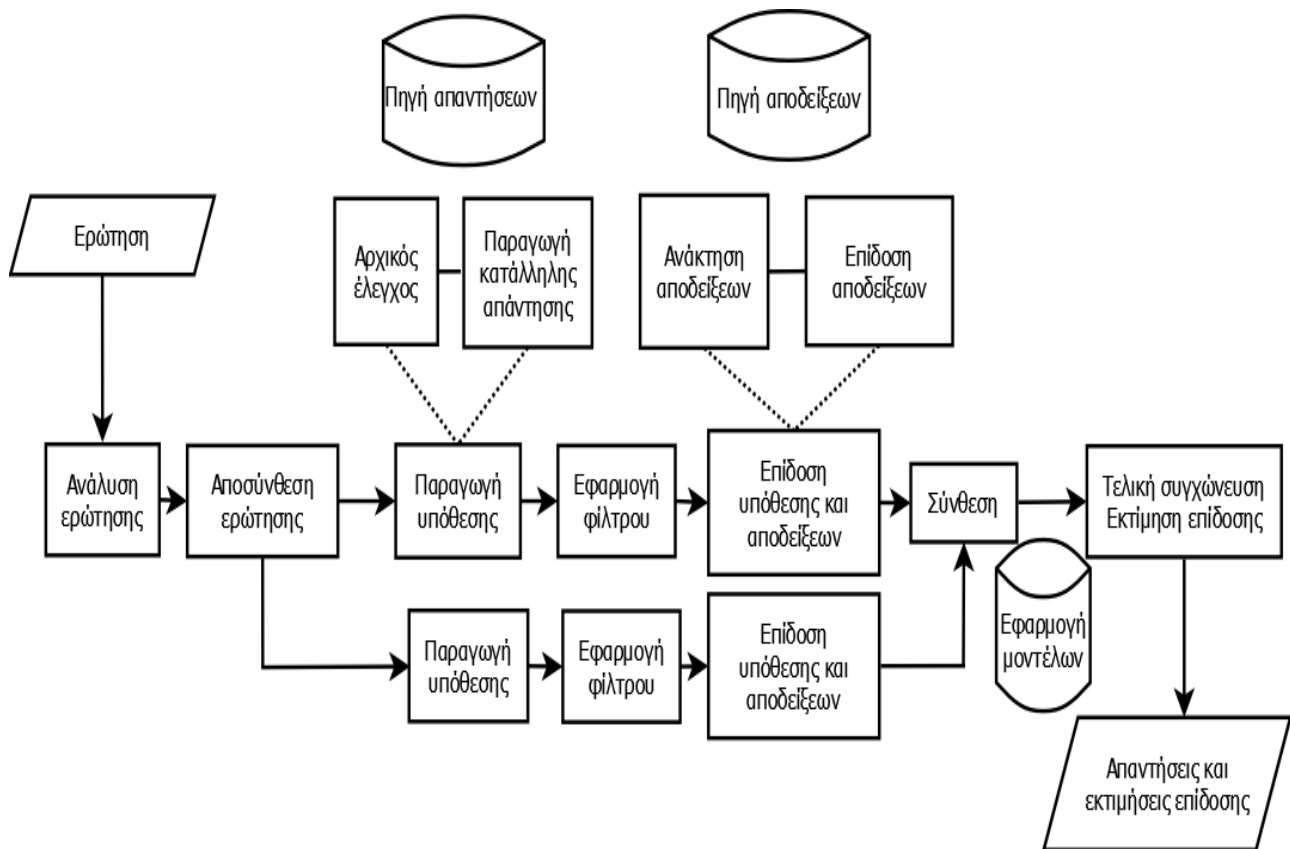 Πηγή απαντήσεων
Πηγή αποδείξεων
Ερώτηση
Αρχικός
έλεγχος
Παραγωγή
κατάλληλης
απάντησης
Ανάκτηση
αποδείξεων
Επίδοση
αποδείξεων
Ανάλυση
ερώτησης
Αποσύνθεση
ερώτησης
Παραγωγή
υπόθεσης
Εφαρμογή
φίλτρου
Επίδοση
υπόθεσης και
αποδείξεων
Σύνθεση
Τελική συγχώνευση
Εκτίμηση επίδοσης
Παραγωγή
υπόθεσης
Εφαρμογή
φίλτρου
Επίδοση
υπόθεσης και
αποδείξεων
Εφαρμογή
μοντέλων
Απαντήσεις και
εκτιμήσεις επίδοσης